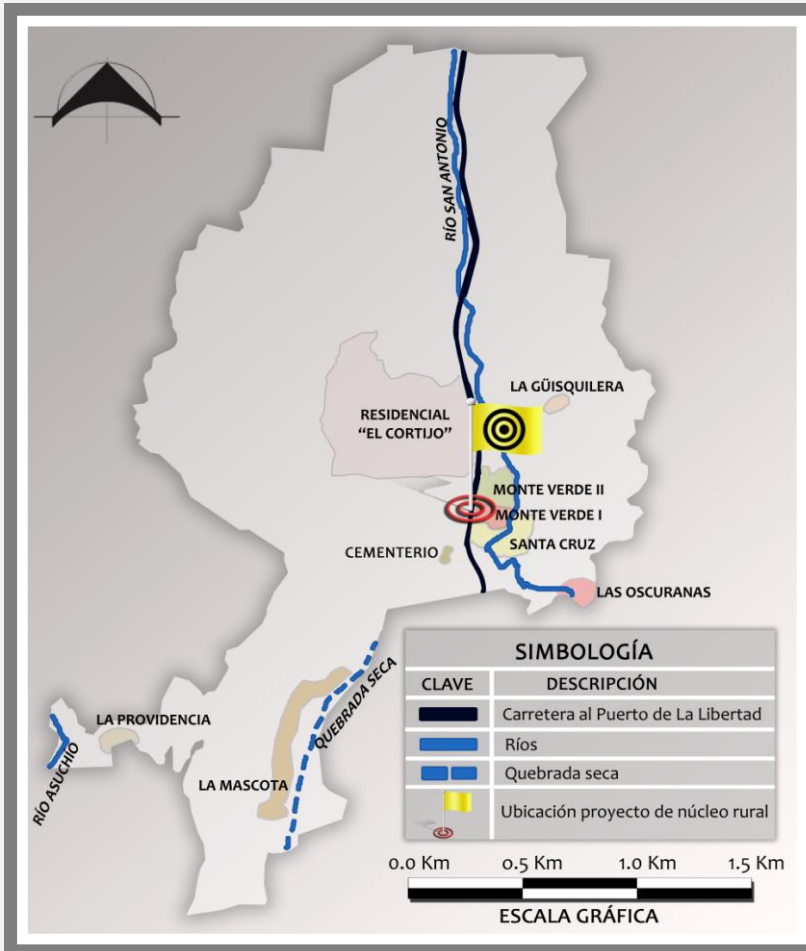 RÍO SAN ANTONIO
LA GÜISQUILERA
RESIDENCIAL
“EL CORTIJO”
MONTE VERDE II
MONTE VERDE I
SANTA CRUZ
CEMENTERIO
LAS OSCURANAS
QUEBRADA SECA
LA PROVIDENCIA
LA MASCOTA
RÍO ASUCHIO
SIMBOLOGÍA
CLAVE DESCRIPCIÓN
Carretera al Puerto de La Libertad
Ríos
Quebrada seca
Ubicación proyecto de núcleo rural
0.0 Km 0.5 Km 1.0 Km 1.5 Km
ESCALA GRÁFICA